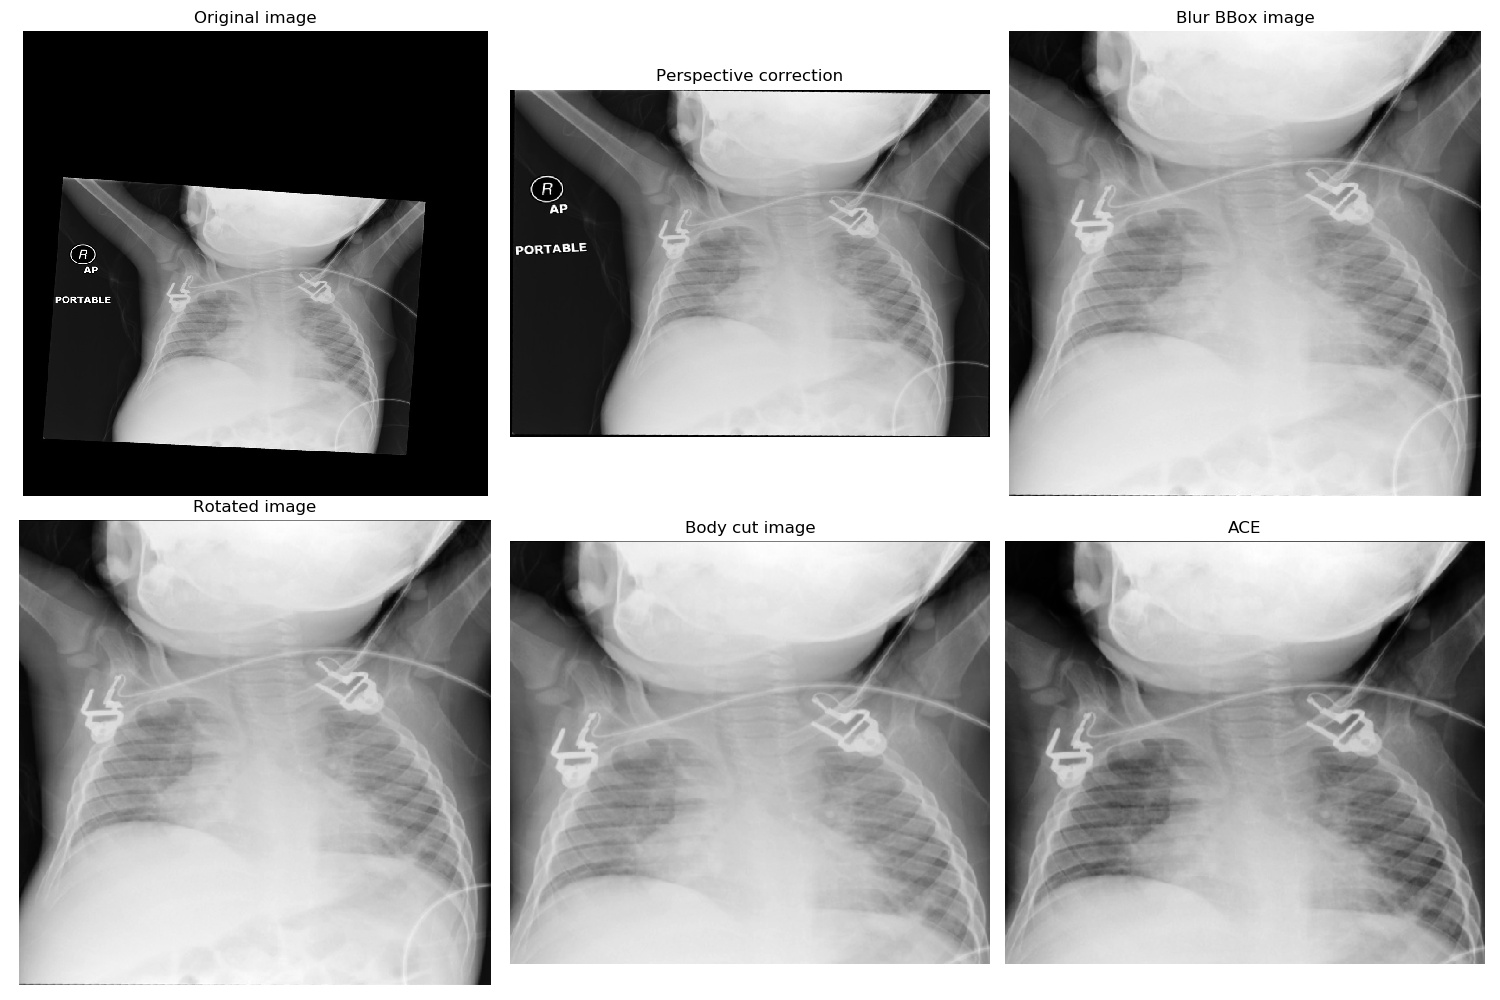 Original image
Perspective correction
Blur BBox image
R
AP
PORTABLE
R
AP
PORTABLE
Rotated image
Body cut image
ACE